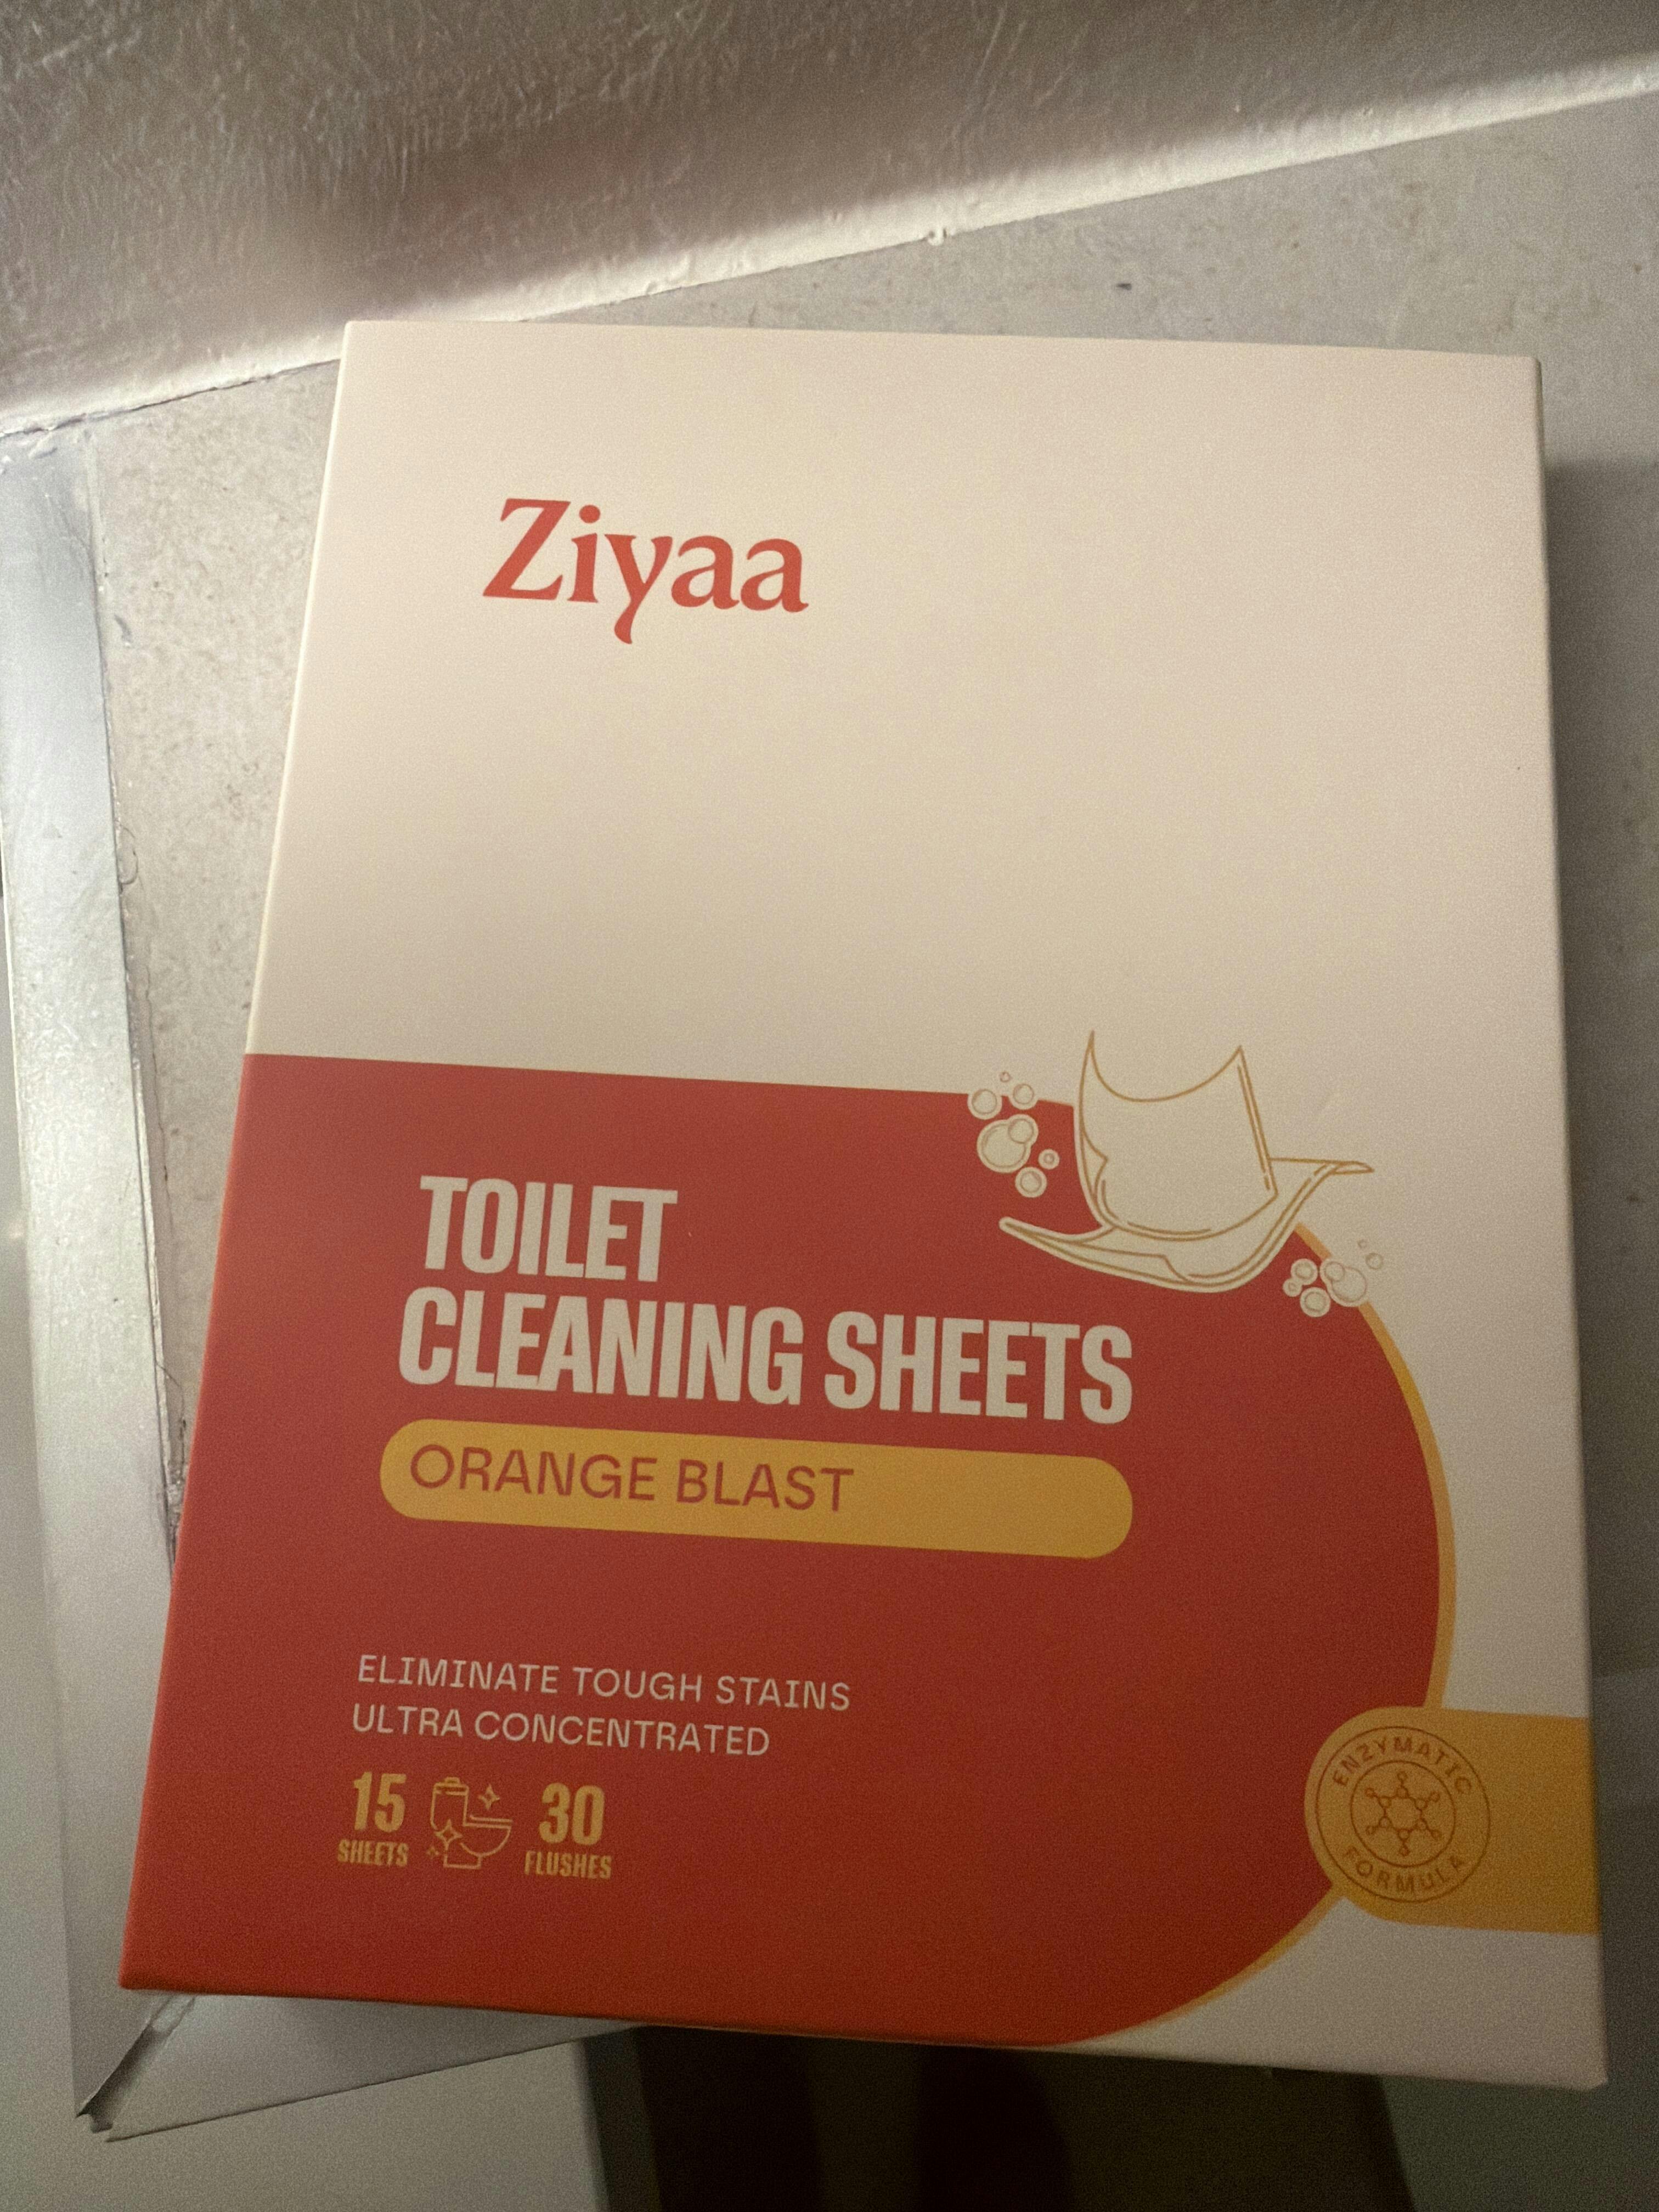 Ziyaa
TOILET
CLEANING SHEETS
ORANGE BLAST
ELIMINATE TOUGH STAINS
ULTRA CONCENTRATED
15 30
SHEETS FLUSHES
ENZYMATIC
FORMULA